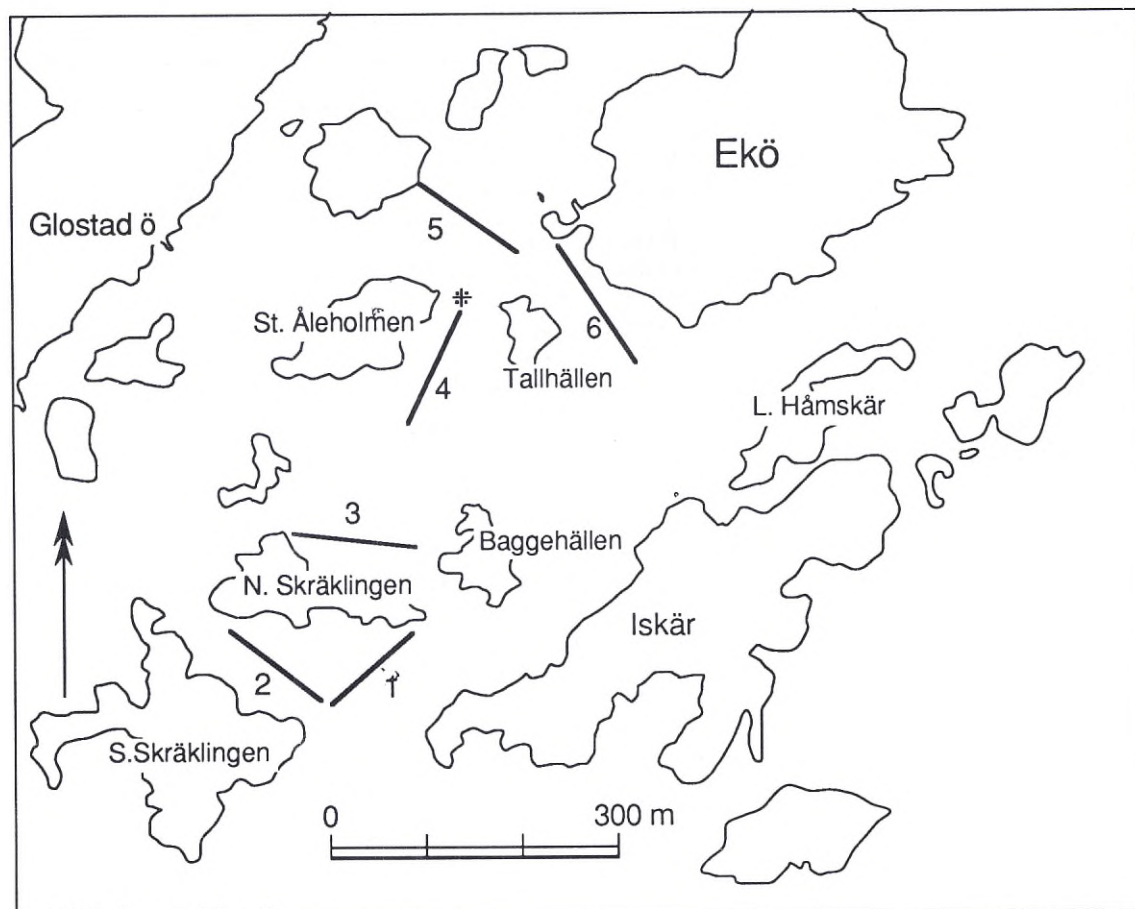 Ekö
5
Glostad ö
St. Åleholmen
6
4
Tallhällen
L. Håmskär
3
Baggehällen
N. Skräklingen
Iskär
2
1
S.Skräklingen
0 300 m